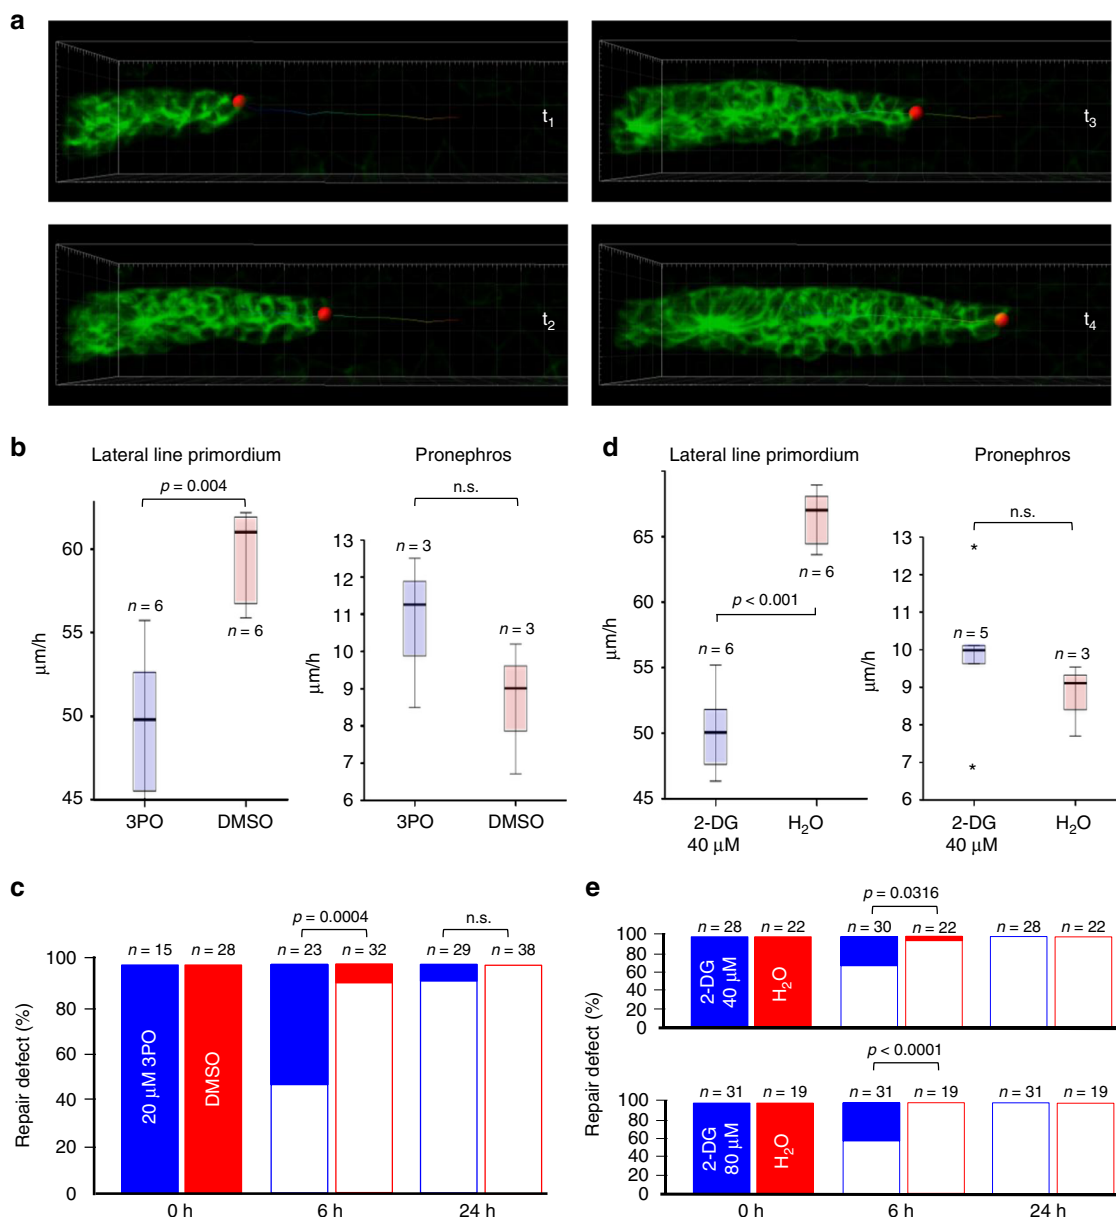 a
t1
t3
t2
t4
b
Lateral line primordium
Pronephros
p = 0.004
n.s.
60
55
50
45
μm/h
n = 6
n = 6
3PO
DMSO
13
12
11
10
9
8
7
6
μm/h
n = 3
n = 3
3PO
DMSO
d
Lateral line primordium
Pronephros
65
60
55
50
45
μm/h
n = 6
p < 0.001
n = 6
2-DG
40 μM
H2O
n.s.
13
12
11
10
9
8
7
6
μm/h
*
n = 5
n = 3
*
2-DG
40 μM
H2O
c
p = 0.0004
n.s.
n = 15
n = 28
n = 23
n = 32
n = 29
n = 38
100
80
60
40
20
0
Repair defect (%)
20 μM 3PO
DMSO
0 h
6 h
24 h
e
p = 0.0316
n = 28
n = 22
n = 30
n = 22
n = 28
n = 22
100
80
60
40
20
0
2-DG
40 μM
H2O
Repair defect (%)
p < 0.0001
n = 31
n = 19
n = 31
n = 19
n = 31
n = 19
100
80
60
40
20
0
2-DG
80 μM
H2O
0 h
6 h
24 h